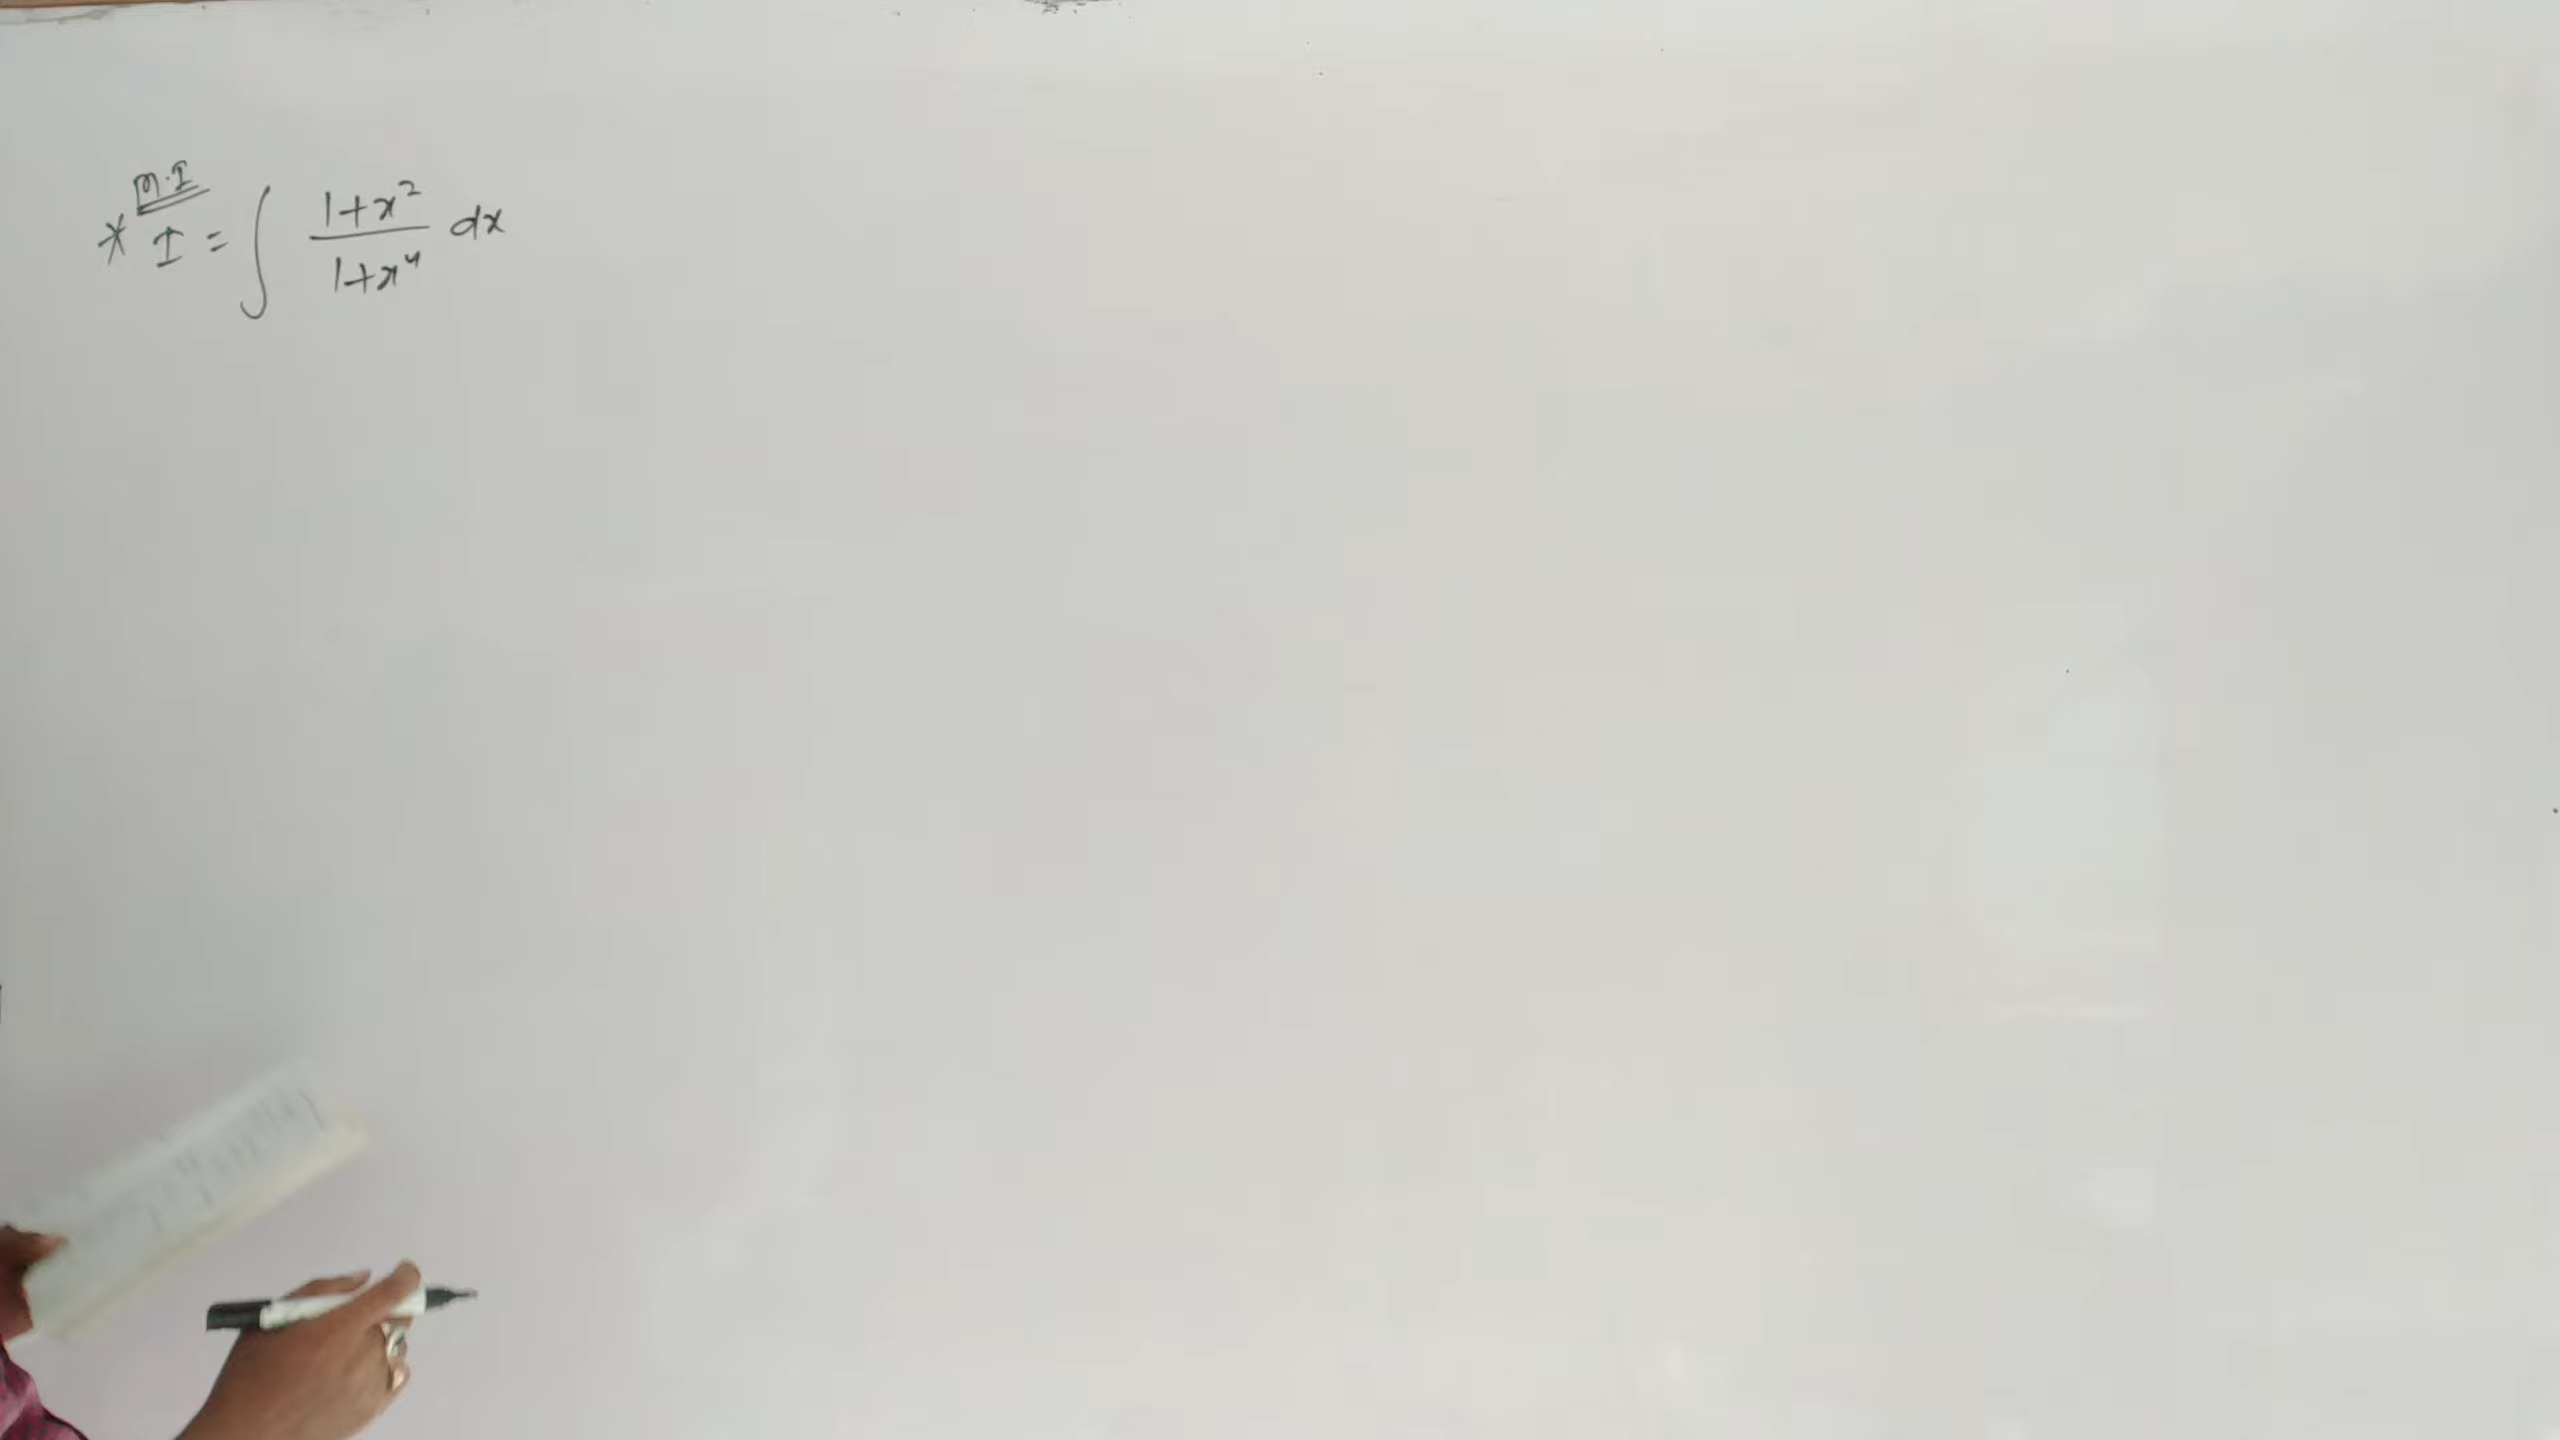 M.I
* I = ∫ (1+x²)/(1+x⁴) dx